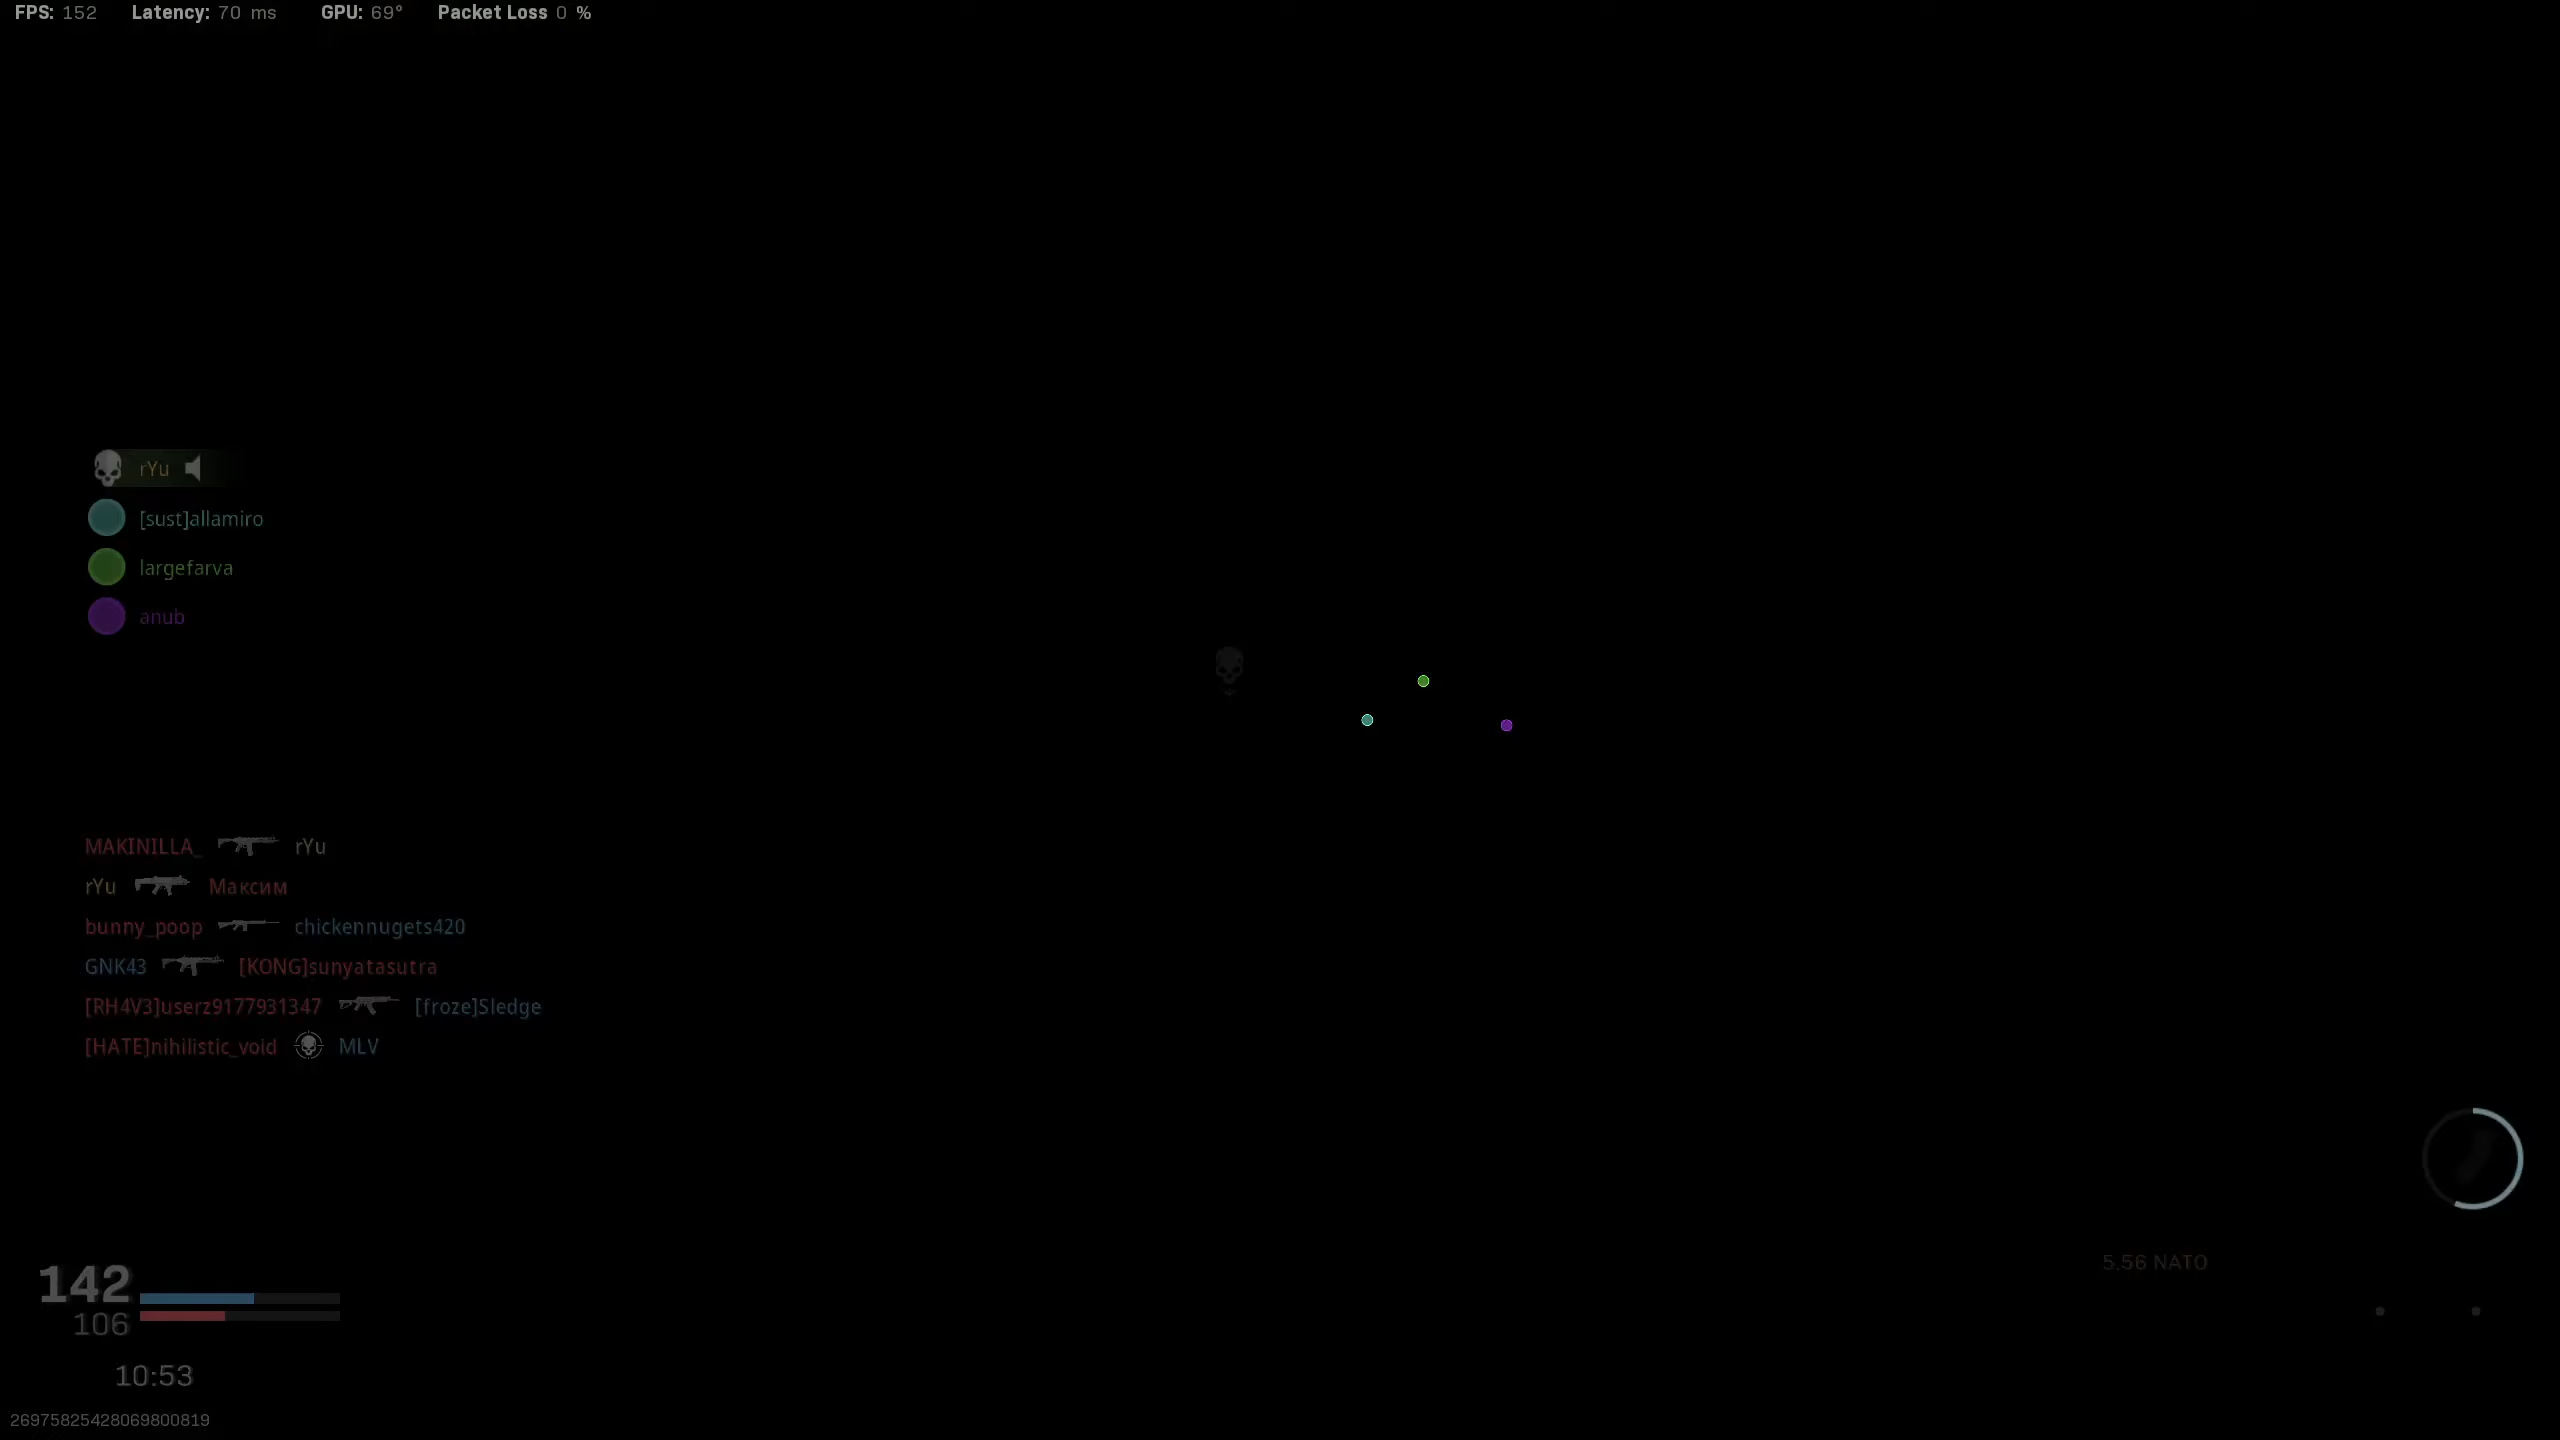 FPS: 152 Latency: 70 ms GPU: 69° Packet Loss 0 %
rYu
[sust]allamiro
largefarva
anub
MAKINILLA_ rYu
rYu Максим
bunny_poop chickennugets420
GNK43 [KONG]sunyatasutra
[RH4V3]userz9177931347 [froze]Sledge
[HATE]nihilistic_void MLV
5.56 NATO
142
106
10:53
26975825428069800819